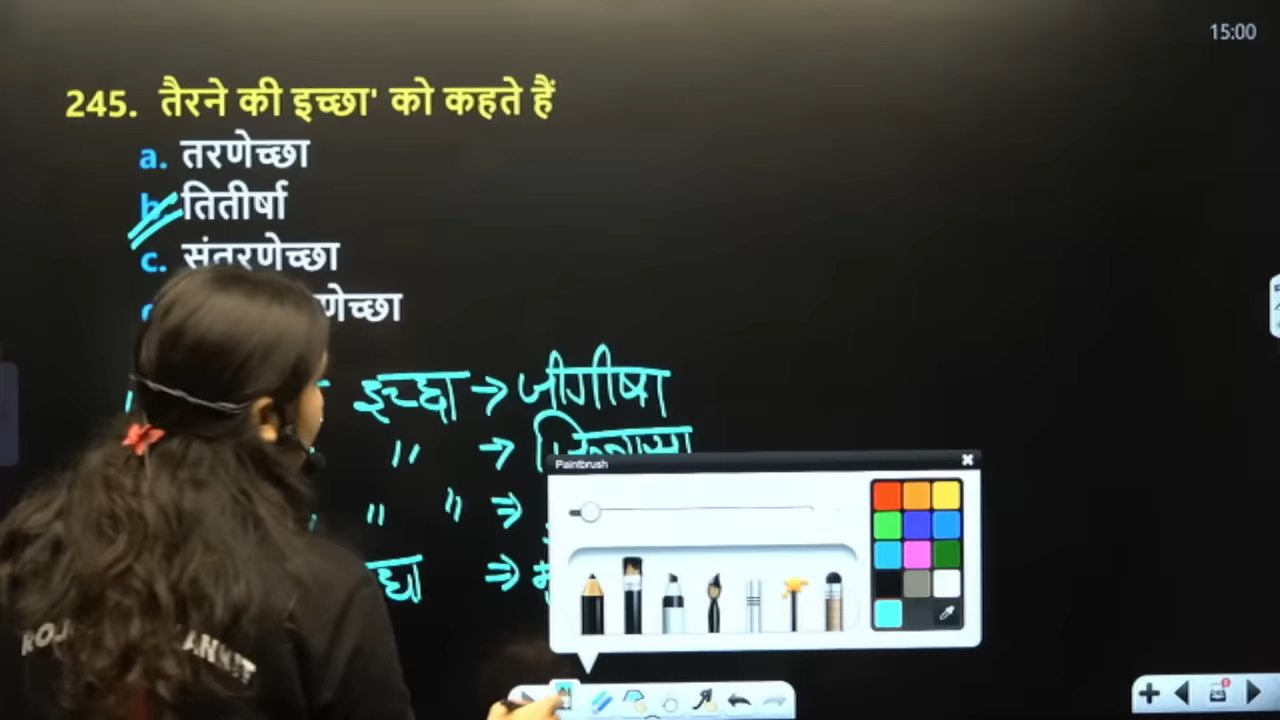 15:00
245. तैरने की इच्छा' को कहते हैं
a. तरणेच्छा
b. तितीर्षा
c. संतरणेच्छा
णेच्छा
इच्छा → जीगीषा
" →
" " ⇒
⇒
Paintbrush